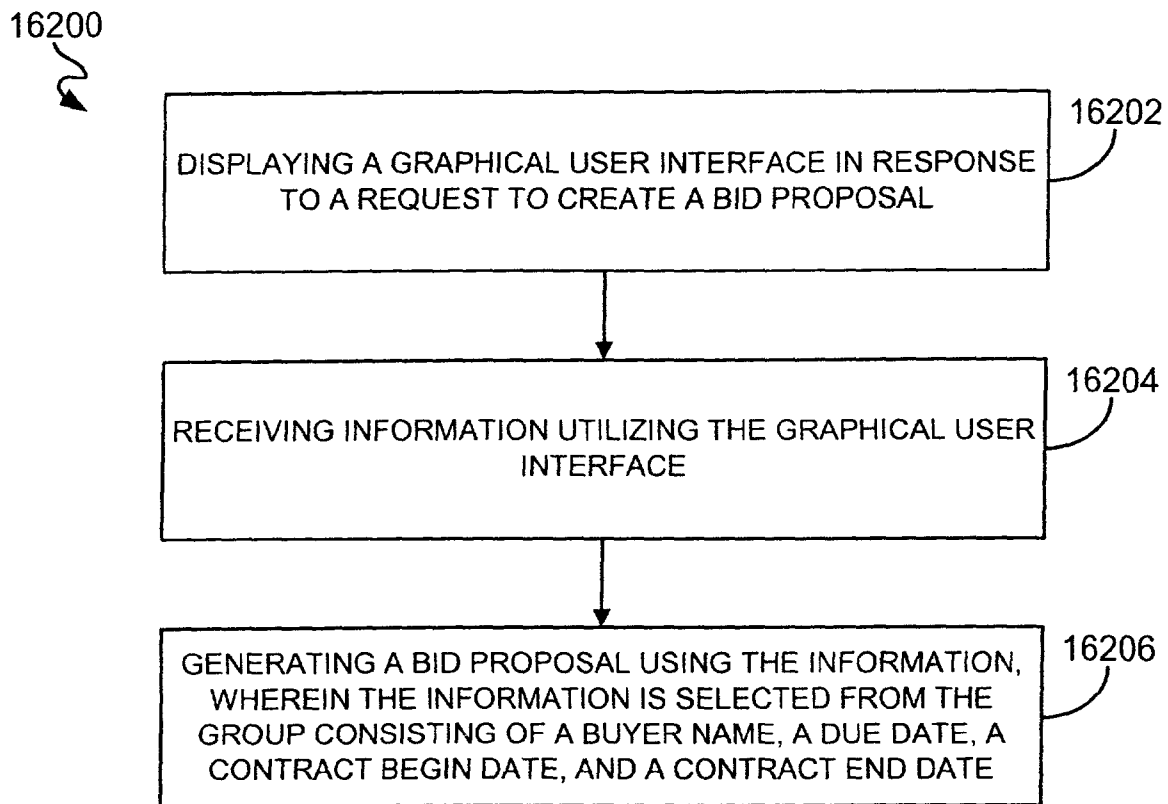 16200
16202
DISPLAYING A GRAPHICAL USER INTERFACE IN RESPONSE
TO A REQUEST TO CREATE A BID PROPOSAL
16204
RECEIVING INFORMATION UTILIZING THE GRAPHICAL USER
INTERFACE
16206
GENERATING A BID PROPOSAL USING THE INFORMATION,
WHEREIN THE INFORMATION IS SELECTED FROM THE
GROUP CONSISTING OF A BUYER NAME, A DUE DATE, A
CONTRACT BEGIN DATE, AND A CONTRACT END DATE